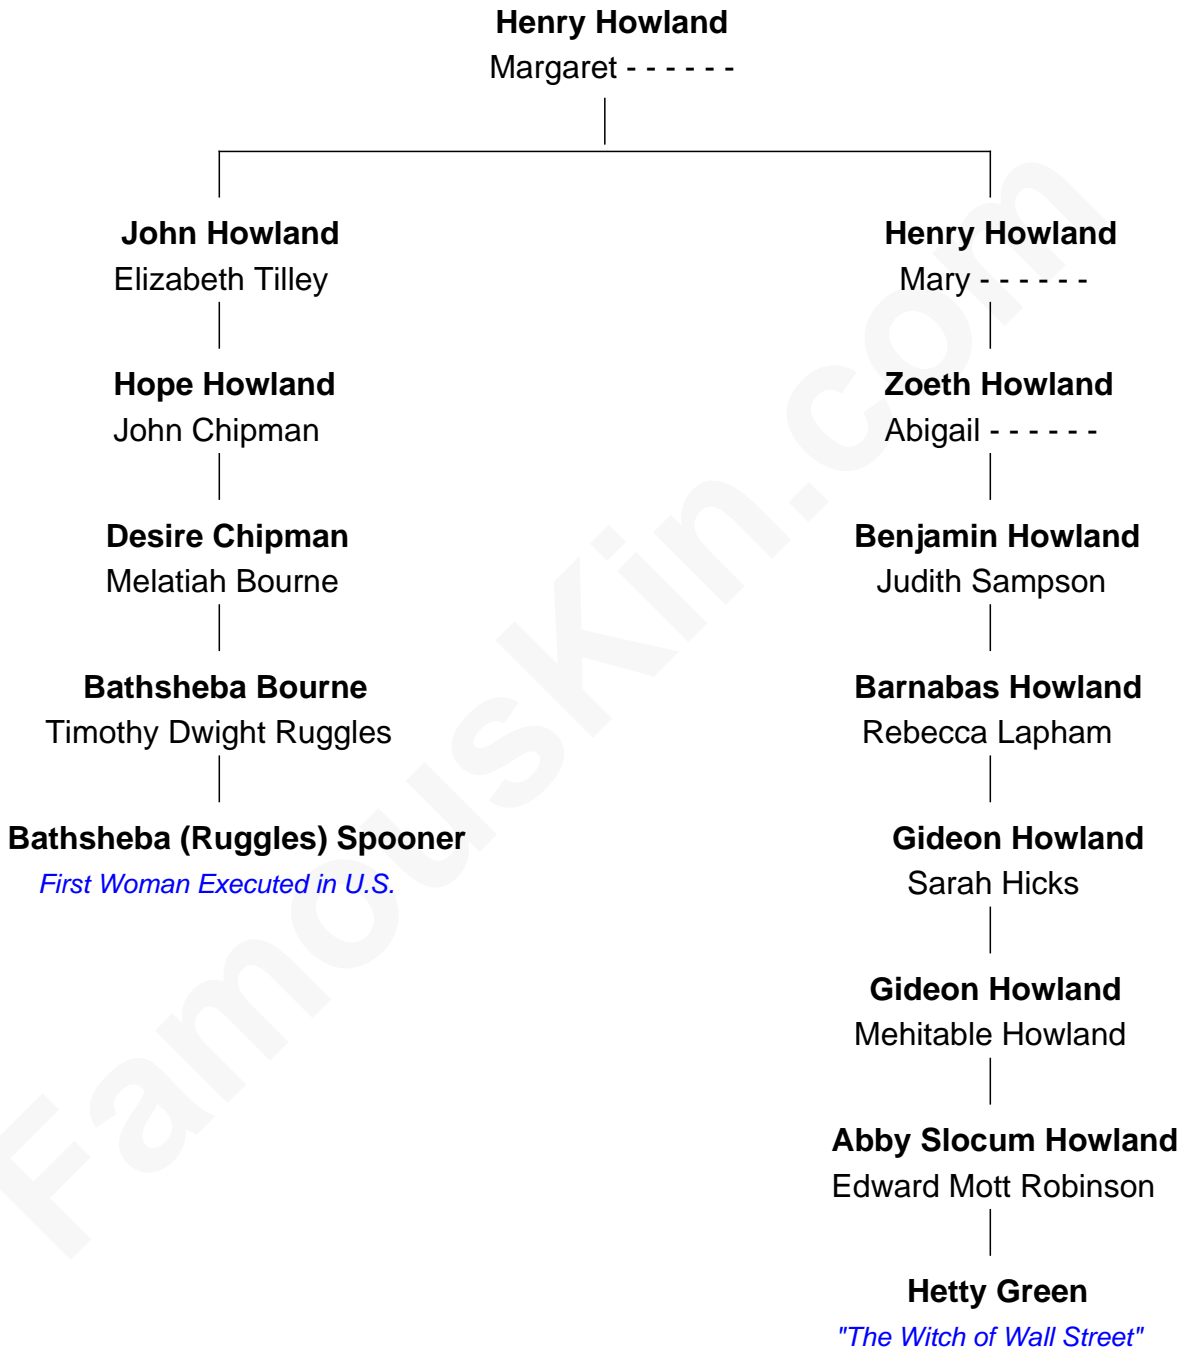 Henry Howland
Margaret - - - - - -
John Howland
Elizabeth Tilley
Hope Howland
John Chipman
Desire Chipman
Melatiah Bourne
Bathsheba Bourne
Timothy Dwight Ruggles
Bathsheba (Ruggles) Spooner
First Woman Executed in U.S.
Henry Howland
Mary - - - - - -
Zoeth Howland
Abigail - - - - - -
Benjamin Howland
Judith Sampson
Barnabas Howland
Rebecca Lapham
Gideon Howland
Sarah Hicks
Gideon Howland
Mehitable Howland
Abby Slocum Howland
Edward Mott Robinson
Hetty Green
"The Witch of Wall Street"
FamousKin.com